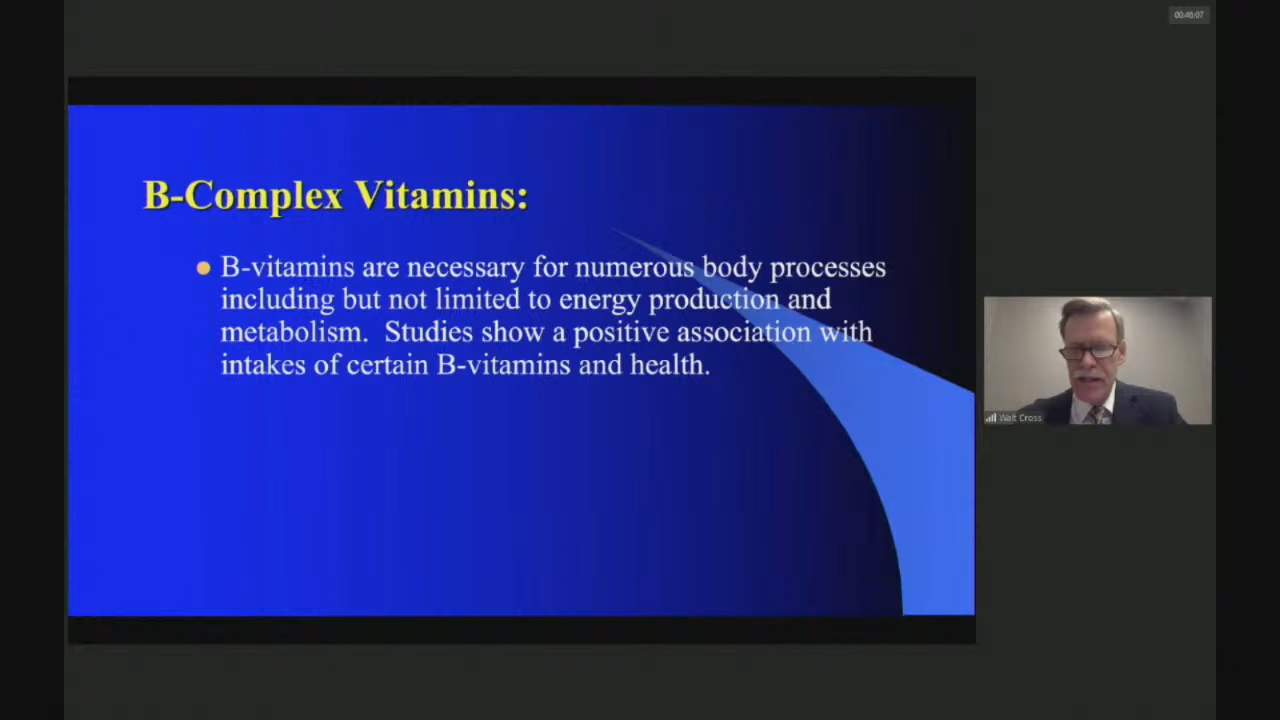 00:46:07
B-Complex Vitamins:
B-vitamins are necessary for numerous body processes
including but not limited to energy production and
metabolism. Studies show a positive association with
intakes of certain B-vitamins and health.
Walt Cross